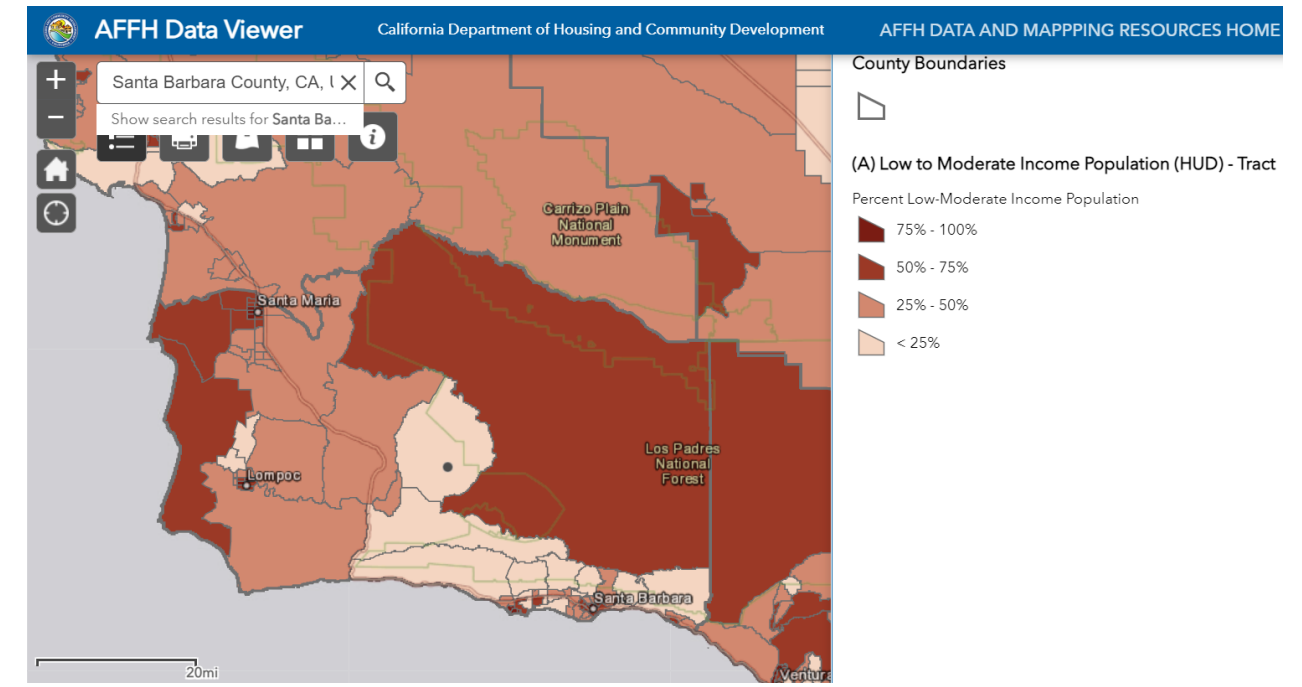 AFFH Data Viewer
California Department of Housing and Community Development
AFFH DATA AND MAPPPING RESOURCES HOME
+
Santa Barbara County, CA, U
Show search results for Santa Ba...
−
i
County Boundaries
(A) Low to Moderate Income Population (HUD) - Tract
Percent Low-Moderate Income Population
75% - 100%
50% - 75%
25% - 50%
< 25%
Carrizo Plain
National
Monument
Santa Maria
Los Padres
National
Forest
Lompoc
Santa Barbara
20mi
Ventura